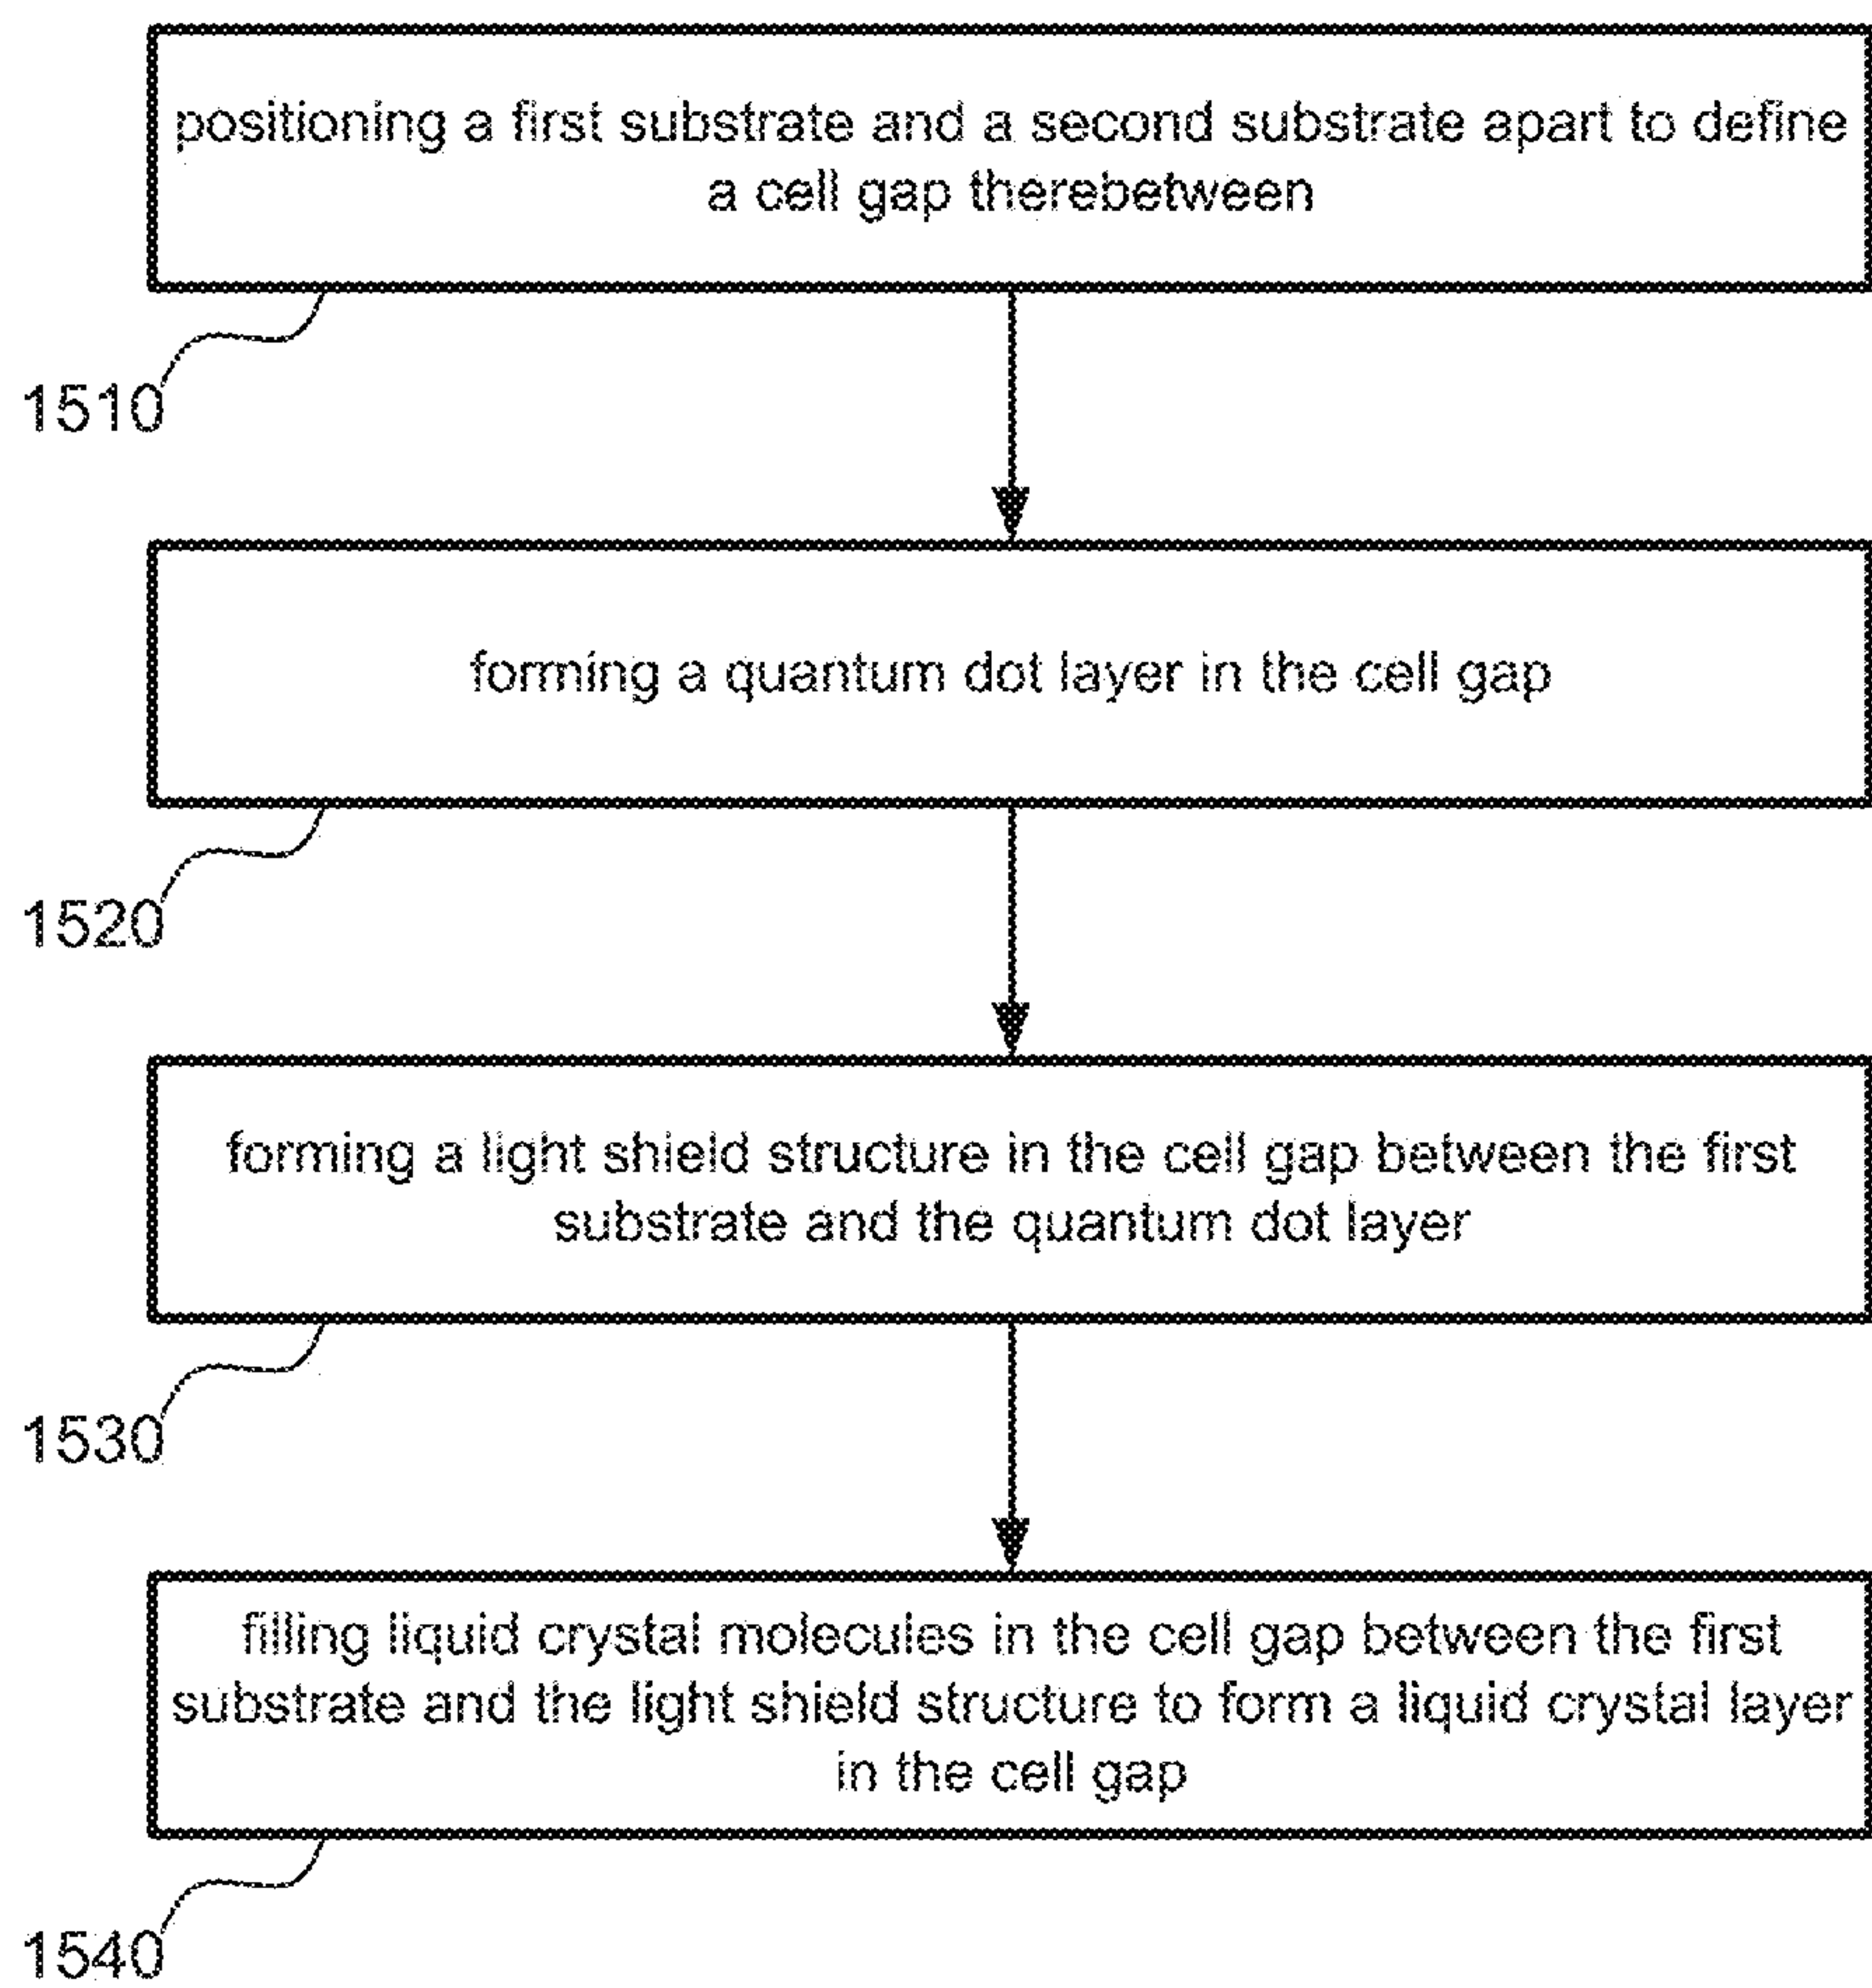 positioning a first substrate and a second substrate apart to define
a cell gap therebetween
1510
forming a quantum dot layer in the cell gap
1520
forming a light shield structure in the cell gap between the first
substrate and the quantum dot layer
1530
filling liquid crystal molecules in the cell gap between the first
substrate and the light shield structure to form a liquid crystal layer
in the cell gap
1540